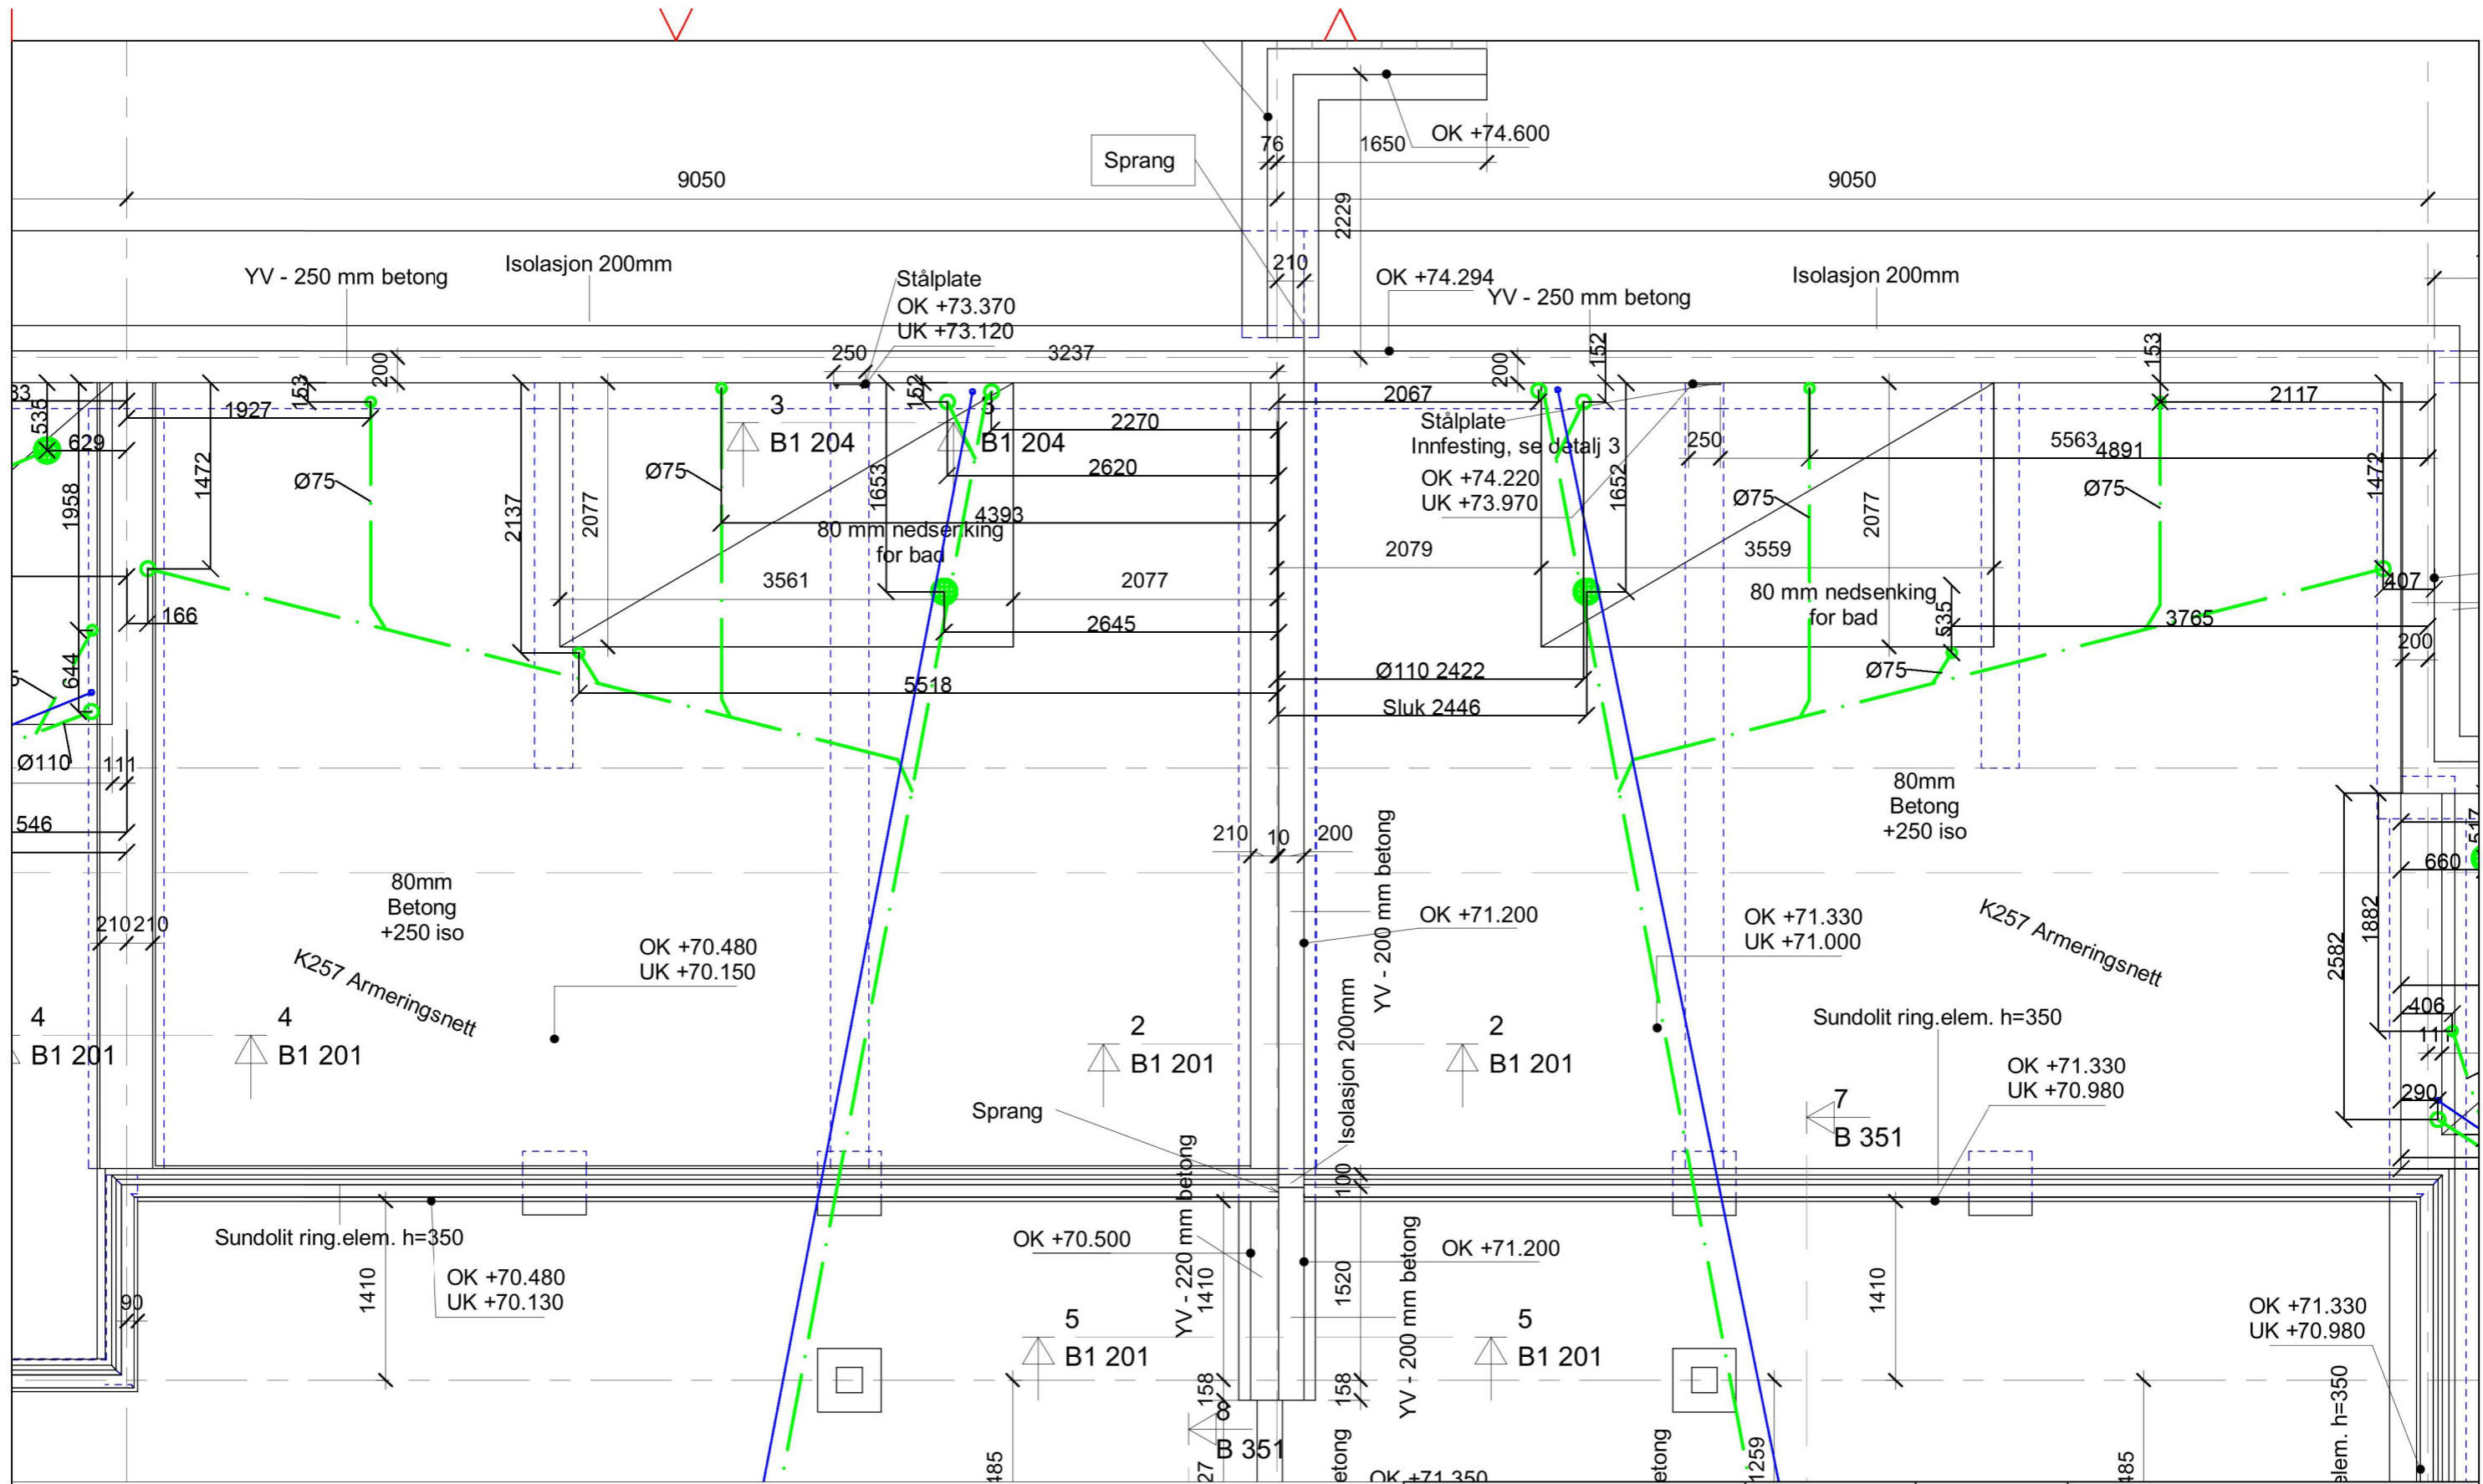 OK +74.600
76
1650
Sprang
9050
9050
2229
210
YV - 250 mm betong
Isolasjon 200mm
Stålplate
OK +73.370
UK +73.120
OK +74.294
YV - 250 mm betong
Isolasjon 200mm
200
250
3237
200
152
153
153
535
629
1927
1472
1958
152
3
B1 204
3
B1 204
2270
2067
2117
Stålplate
Innfesting, se detalj 3
250
5563
4891
Ø75
Ø75
1653
2620
OK +74.220
UK +73.970
1652
Ø75
Ø75
1472
2137
2077
4393
80 mm nedsenking
for bad
2077
2079
3559
3561
2077
80 mm nedsenking
for bad
407
166
2645
535
3765
644
5518
Ø110 2422
Ø75
200
Sluk 2446
Ø110
111
546
210
10
200
80mm
Betong
+250 iso
80mm
Betong
+250 iso
517
660
210
210
K257 Armeringsnett
OK +70.480
UK +70.150
YV - 200 mm betong
OK +71.200
OK +71.330
UK +71.000
K257 Armeringsnett
1882
2582
4
B1 201
4
B1 201
2
B1 201
2
B1 201
Isolasjon 200mm
Sundolit ring.elem. h=350
406
111
OK +71.330
UK +70.980
290
Sprang
7
B 351
100
Sundolit ring.elem. h=350
YV - 220 mm betong
OK +70.500
OK +71.200
1410
90
OK +70.480
UK +70.130
1410
1520
YV - 200 mm betong
1410
5
B1 201
5
B1 201
OK +71.330
UK +70.980
158
158
8
B 351
485
27
etong
OK +71.350
etong
1259
485
elem. h=350